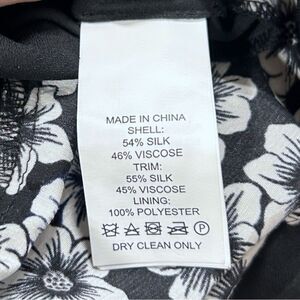 MADE IN CHINA
SHELL:
54% SILK
46% VISCOSE
TRIM:
55% SILK
45% VISCOSE
LINING:
100% POLYESTER
DRY CLEAN ONLY